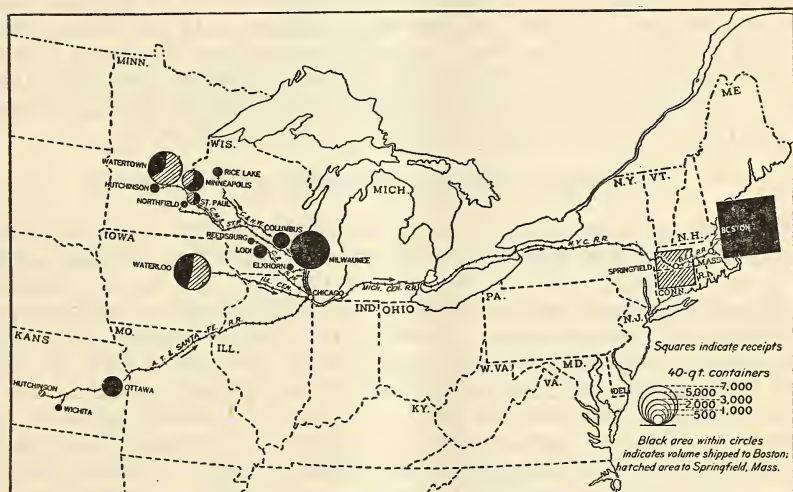 MINN.
WIS.
MICH.
ME
N.Y.
VT.
N.H.
WATERTOWN
RICE LAKE
HUTCHINSON
MINNEAPOLIS
NORTHFIELD
ST. PAUL
C.& N.W.
COLUMBUS
REEDSBURG
LODI
IOWA
ELKHORN
MILWAUKEE
WATERLOO
ILL. CEN.
CHICAGO
MICH. CEN. R.R.
N.Y.C. R.R.
SPRINGFIELD
BOSTON
MASS.
R.I.
CONN.
IND.
OHIO
PA.
N.J.
MO.
ILL.
A. T. & SANTA FE R.R.
KANS
W.VA.
MD.
VA.
DEL
KY.
HUTCHINSON
OTTAWA
WICHITA
Squares indicate receipts
40-qt. containers
7,000
5,000
3,000
2,000
1,000
500
Black area within circles
indicates volume shipped to Boston;
hatched area to Springfield, Mass.